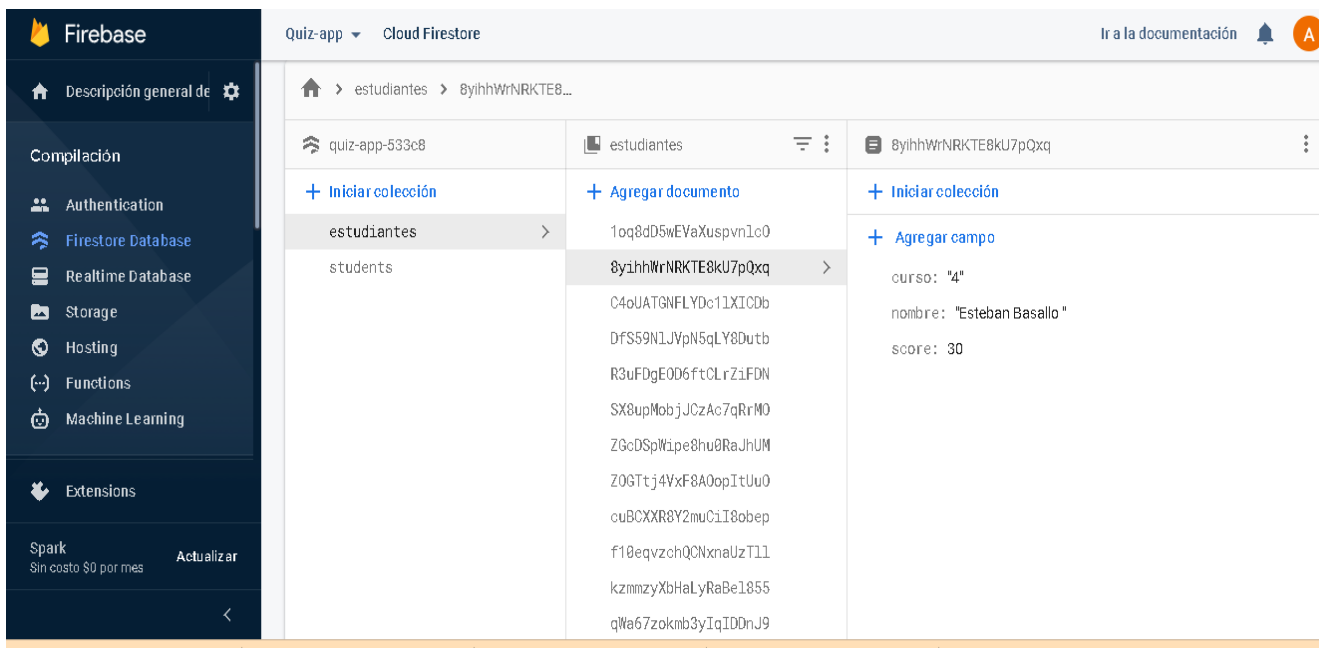 Firebase
Quiz-app
Cloud Firestore
Ir a la documentación
A
Descripción general de
estudiantes
8yihhWrNRKTE8...
Compilación
Authentication
Firestore Database
Realtime Database
Storage
Hosting
Functions
Machine Learning
Extensions
Spark
Sin costo $0 por mes
Actualizar
quiz-app-533c8
+ Iniciar colección
estudiantes
students
estudiantes
+ Agregar documento
1oq8dD5wEVaXuspvnlcO
8yihhWrNRKTE8kU7pQxq
C4oUATGNFLYDc1lXICDb
DfS59NlJVpN5qLY8Dutb
R3uFDgEOD6ftCLrZiFDN
SX8upMobjJCzAc7qRrMO
ZGcDSpWipe8hu0RaJhUM
ZOGTtj4VxF8AOopItUuO
cuBCXXR8Y2muCiI8obep
f10eqvzchQCNxnaUzTll
kzmmzyXbHaLyRaBel855
qWa67zokmb3yIqIDDnJ9
8yihhWrNRKTE8kU7pQxq
+ Iniciar colección
+ Agregar campo
curso: "4"
nombre: "Esteban Basallo "
score: 30